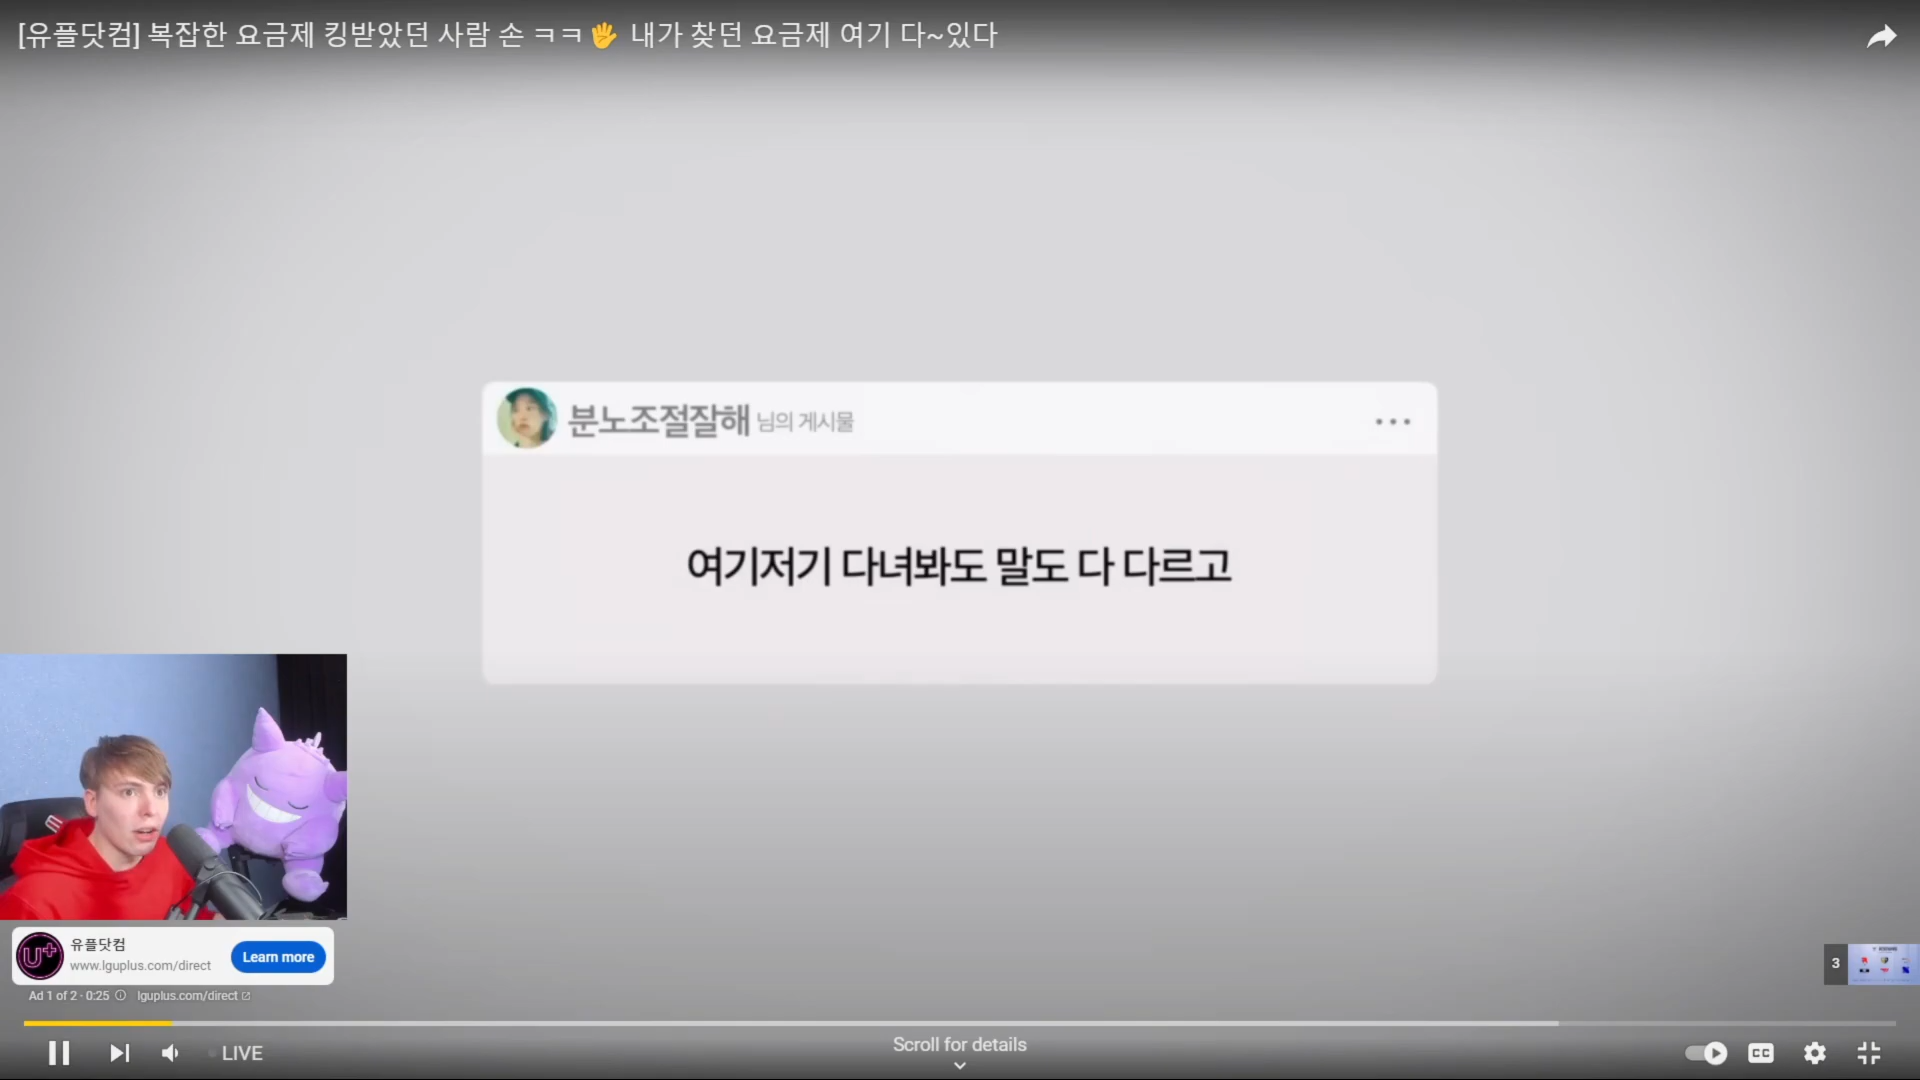 [유플닷컴] 복잡한 요금제 킹받았던 사람 손 ㅋㅋ🖐 내가 찾던 요금제 여기 다~있다
분노조절잘해 님의 게시물
여기저기 다녀봐도 말도 다 다르고
U+
유플닷컴
www.lguplus.com/direct
Learn more
Ad 1 of 2 · 0:25
lguplus.com/direct
3
LIVE
Scroll for details
CC